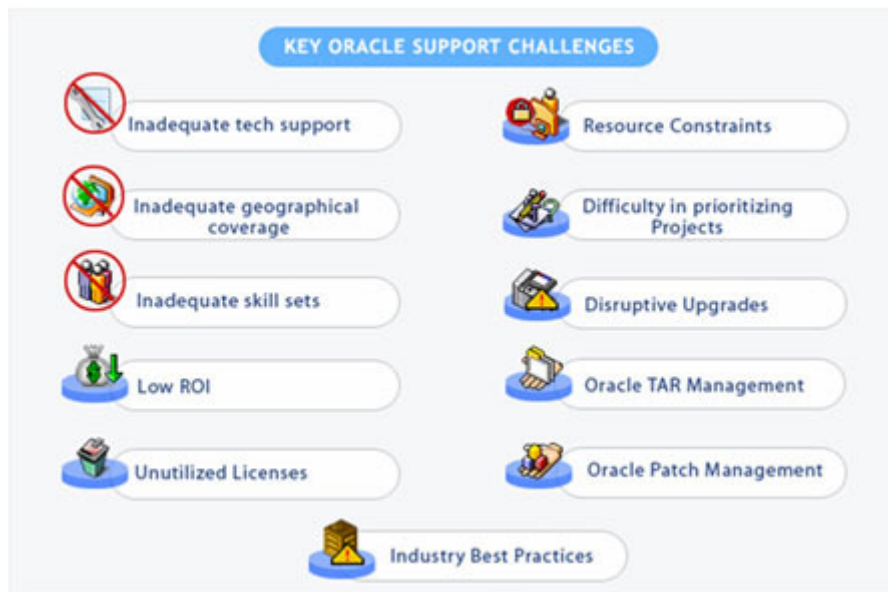 KEY ORACLE SUPPORT CHALLENGES
Inadequate tech support
Inadequate geographical
coverage
Inadequate skill sets
Low ROI
Unutilized Licenses
Resource Constraints
Difficulty in prioritizing
Projects
Disruptive Upgrades
Oracle TAR Management
Oracle Patch Management
Industry Best Practices